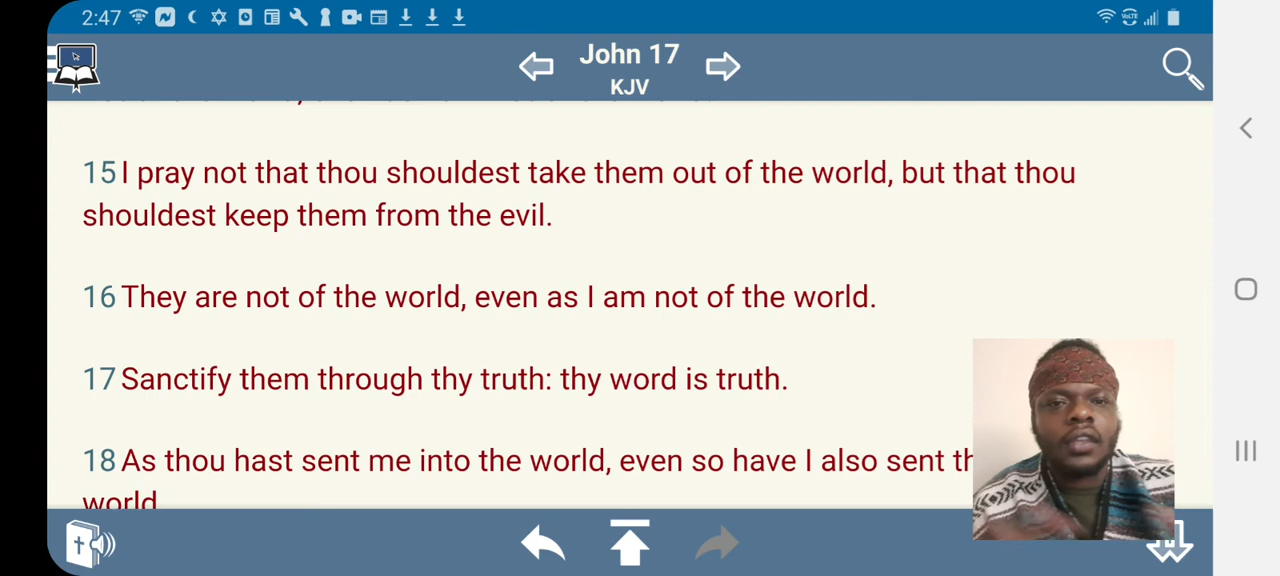 2:47
John 17
KJV
15 I pray not that thou shouldest take them out of the world, but that thou
shouldest keep them from the evil.
16 They are not of the world, even as I am not of the world.
17 Sanctify them through thy truth: thy word is truth.
18 As thou hast sent me into the world, even so have I also sent th
world